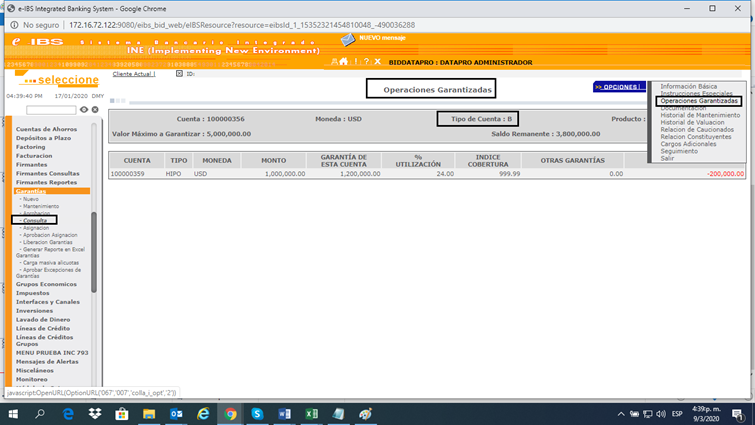 e-IBS Integrated Banking System - Google Chrome
No seguro | 172.16.72.122:9080/eibs_bid_web/eIBSResource?resource=eibsId_1_15352321454810048_-490036288
e IBS Sistema Bancario Integrado
INE (Implementing New Environment)
NUEVO mensaje
? X BIDDATAPRO : DATAPRO ADMINISTRADOR
...seleccione
04:39:40 PM 17/01/2020 DMY
Cliente Actual | ID:
Operaciones Garantizadas
>> OPCIONES |
Información Básica
Instrucciones Especiales
Operaciones Garantizadas
Documentacion
Historial de Mantenimiento
Historial de Valuacion
Relacion de Caucionados
Relacion Constituyentes
Cargos Adicionales
Seguimiento
Salir
Cuenta : 100000356 Moneda : USD Tipo de Cuenta : B Producto :
Valor Máximo a Garantizar : 5,000,000.00 Saldo Remanente : 3,800,000.00
CUENTA TIPO MONEDA MONTO GARANTÍA DE ESTA CUENTA % UTILIZACIÓN INDICE COBERTURA OTRAS GARANTÍAS
100000359 HIPO USD 1,000,000.00 1,200,000.00 24.00 999.99 0.00 -200,000.00
Cuentas de Ahorros
Depósitos a Plazo
Factoring
Facturacion
Firmantes
Firmantes Consultas
Firmantes Reportes
Garantías
- Nuevo
- Mantenimiento
- Aprobacion
- Consulta
- Asignacion
- Aprobacion Asignacion
- Liberacion Garantias
- Generar Reporte en Excel
Garantias
- Carga masiva alicuotas
- Aprobar Excepciones de
Garantías
Grupos Economicos
Impuestos
Interfaces y Canales
Inversiones
Lavado de Dinero
Líneas de Crédito
Líneas de Créditos
Grupos
MENU PRUEBA INC 793
Mensajes de Alertas
Misceláneos
Monitoreo
javascript:OpenURL(OptionURL('067','007','colla_i_opt','2'))
ESP
4:39 p. m.
9/3/2020